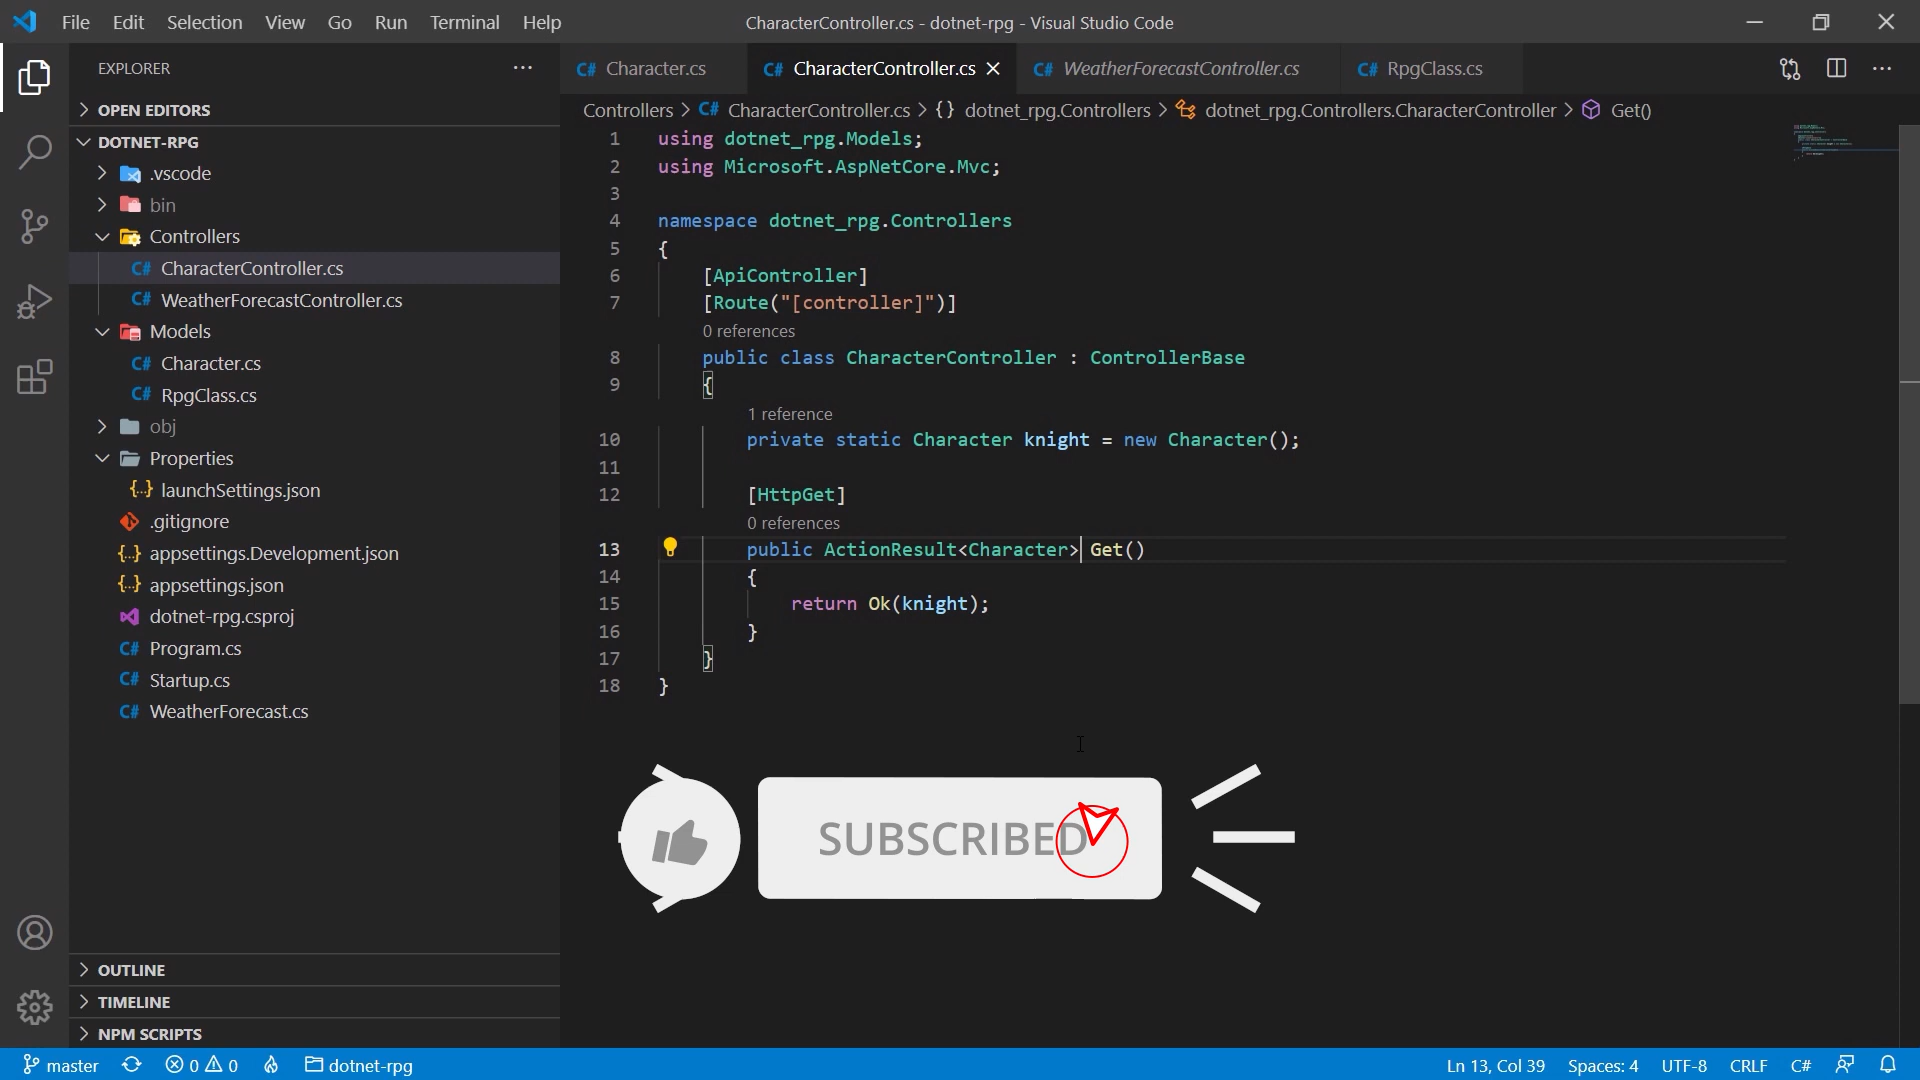 File Edit Selection View Go Run Terminal Help
CharacterController.cs - dotnet-rpg - Visual Studio Code
EXPLORER
OPEN EDITORS
DOTNET-RPG
.vscode
bin
Controllers
CharacterController.cs
WeatherForecastController.cs
Models
Character.cs
RpgClass.cs
obj
Properties
launchSettings.json
.gitignore
appsettings.Development.json
appsettings.json
dotnet-rpg.csproj
Program.cs
Startup.cs
WeatherForecast.cs
OUTLINE
TIMELINE
NPM SCRIPTS
C# Character.cs C# CharacterController.cs C# WeatherForecastController.cs C# RpgClass.cs
Controllers > C# CharacterController.cs > {} dotnet_rpg.Controllers > dotnet_rpg.Controllers.CharacterController > Get()
1 using dotnet_rpg.Models;
2 using Microsoft.AspNetCore.Mvc;
3
4 namespace dotnet_rpg.Controllers
5 {
6 [ApiController]
7 [Route("[controller]")]
0 references
8 public class CharacterController : ControllerBase
9 {
1 reference
10 private static Character knight = new Character();
11
12 [HttpGet]
0 references
13 public ActionResult<Character> Get()
14 {
15 return Ok(knight);
16 }
17 }
18 }
SUBSCRIBED
master 0 0 dotnet-rpg Ln 13, Col 39 Spaces: 4 UTF-8 CRLF C#